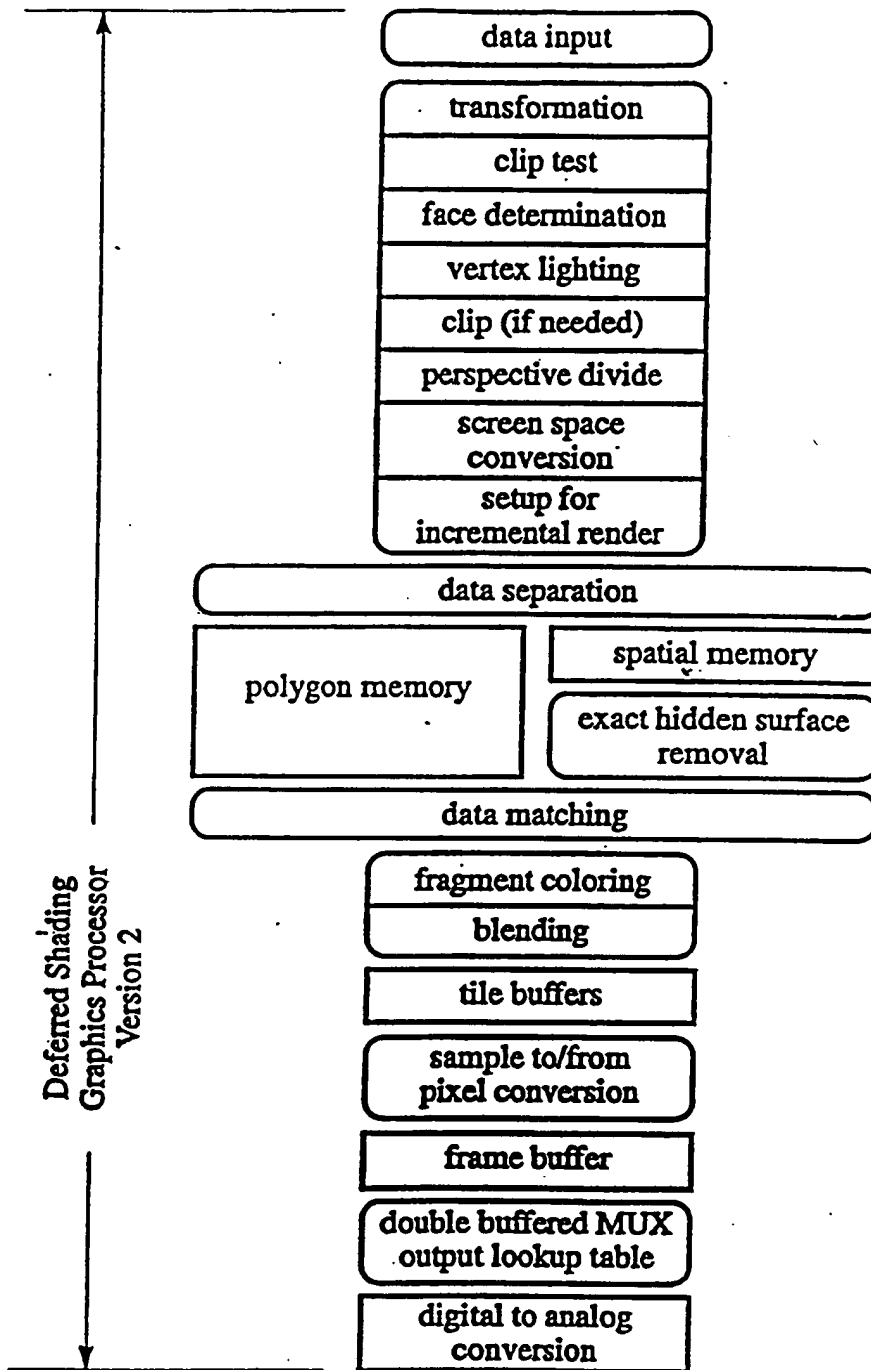 data input
transformation
clip test
face determination
vertex lighting
clip (if needed)
perspective divide
screen space
conversion
setup for
incremental render
data separation
polygon memory
spatial memory
exact hidden surface
removal
data matching
fragment coloring
blending
tile buffers
sample to/from
pixel conversion
frame buffer
double buffered MUX
output lookup table
digital to analog
conversion
Deferred Shading
Graphics Processor
Version 2